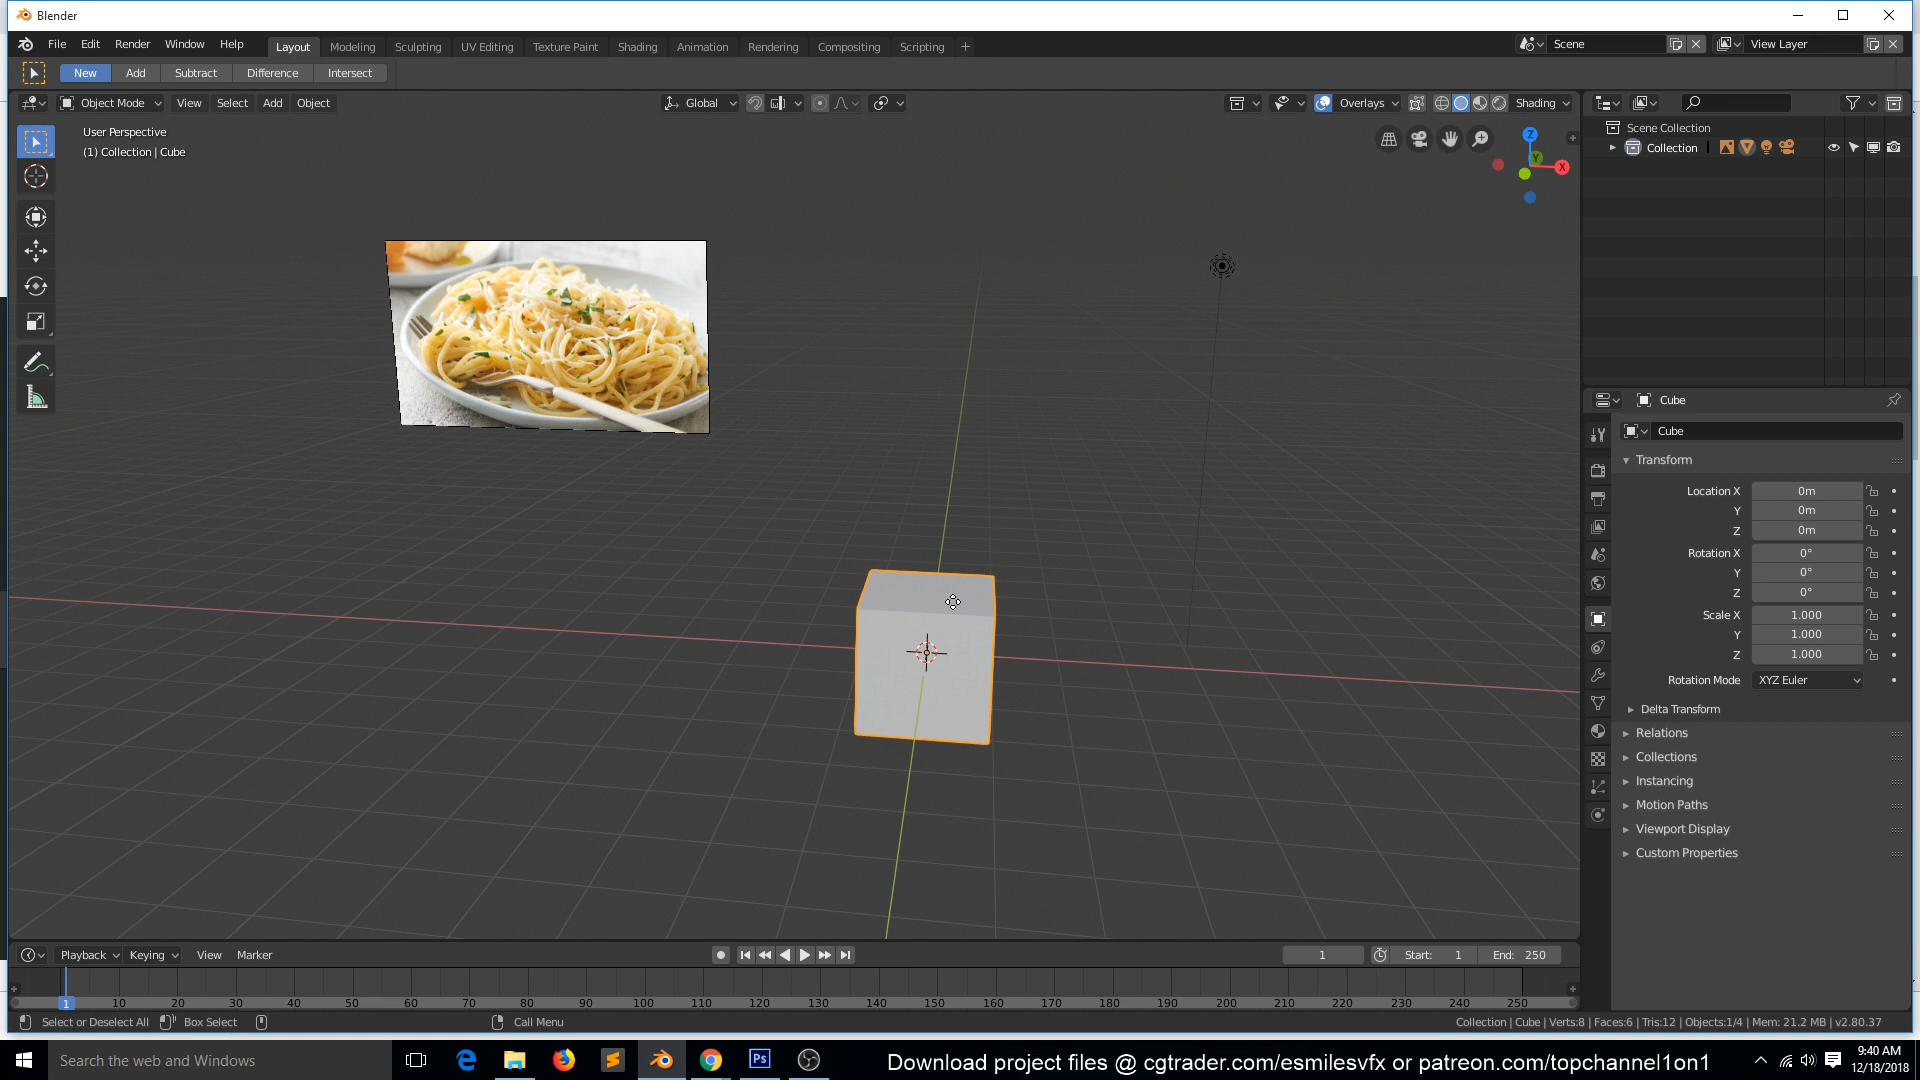 Blender
File Edit Render Window Help Layout Modeling Sculpting UV Editing Texture Paint Shading Animation Rendering Compositing Scripting + Scene View Layer
New Add Subtract Difference Intersect
Object Mode View Select Add Object Global Overlays Shading
User Perspective
(1) Collection | Cube
Z
Y
X
Scene Collection
Collection
Cube
Cube
Transform
Location X 0m
Y 0m
Z 0m
Rotation X 0°
Y 0°
Z 0°
Scale X 1.000
Y 1.000
Z 1.000
Rotation Mode XYZ Euler
Delta Transform
Relations
Collections
Instancing
Motion Paths
Viewport Display
Custom Properties
Playback Keying View Marker 1 Start: 1 End: 250
1 10 20 30 40 50 60 70 80 90 100 110 120 130 140 150 160 170 180 190 200 210 220 230 240 250
Select or Deselect All Box Select Call Menu Collection | Cube | Verts:8 | Faces:6 | Tris:12 | Objects:1/4 | Mem: 21.2 MB | v2.80.37
Search the web and Windows Ps Download project files @ cgtrader.com/esmilesvfx or patreon.com/topchannel1on1 9:40 AM
12/18/2018